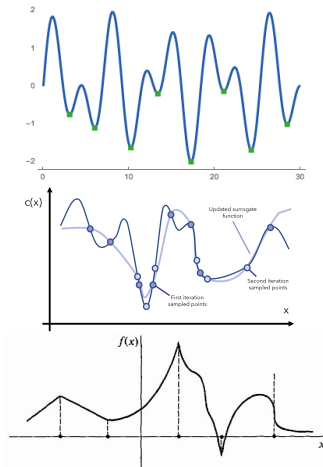 2
1
0
−1
−2
0 10 20 30
c(x)
Updated surrogate
function
First iteration
sampled points
Second iteration
sampled points
x
f(x)
x